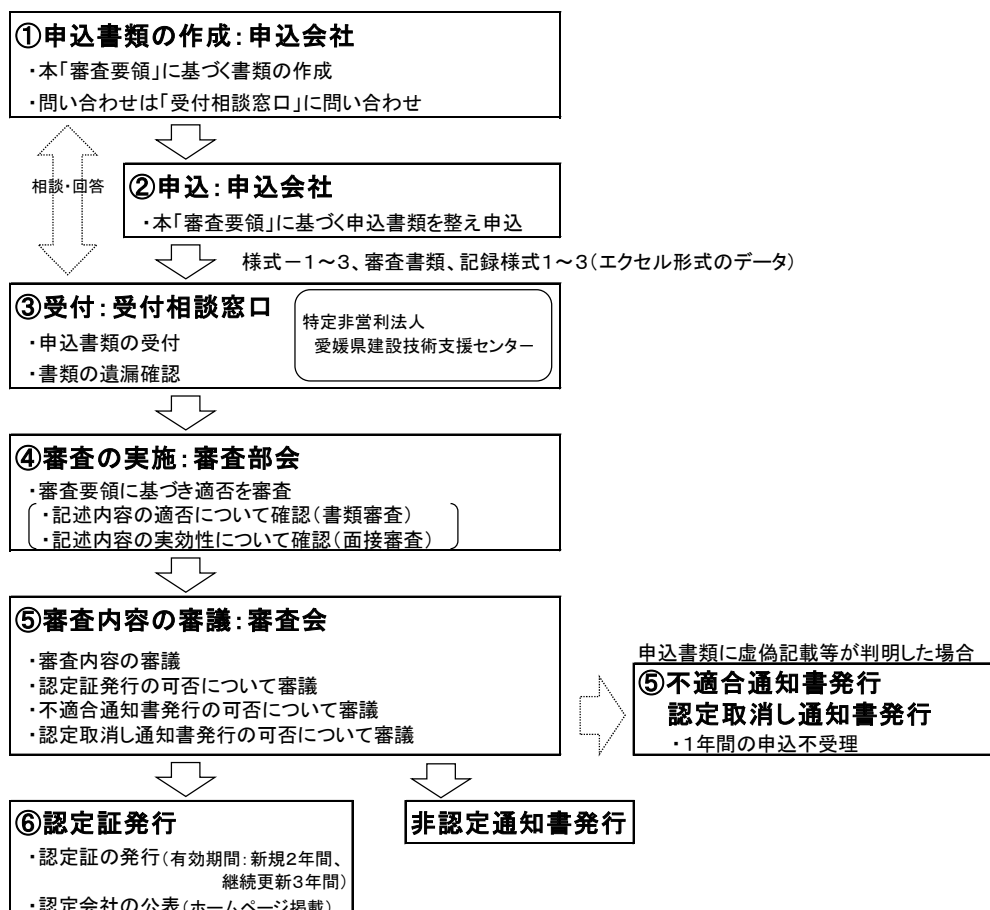 ①申込書類の作成：申込会社
・本「審査要領」に基づく書類の作成
・問い合わせは「受付相談窓口」に問い合わせ
相談・回答
②申込：申込会社
・本「審査要領」に基づく申込書類を整え申込
様式－1～3、審査書類、記録様式1～3（エクセル形式のデータ）
③受付：受付相談窓口
・申込書類の受付
・書類の遺漏確認
特定非営利法人
愛媛県建設技術支援センター
④審査の実施：審査部会
・審査要領に基づき適否を審査
・記述内容の適否について確認（書類審査）
・記述内容の実効性について確認（面接審査）
⑤審査内容の審議：審査会
・審査内容の審議
・認定証発行の可否について審議
・不適合通知書発行の可否について審議
・認定取消し通知書発行の可否について審議
申込書類に虚偽記載等が判明した場合
⑤不適合通知書発行
認定取消し通知書発行
・1年間の申込不受理
⑥認定証発行
・認定証の発行（有効期間：新規2年間、
継続更新3年間）
・認定会社の公表（ホームページ掲載）
非認定通知書発行